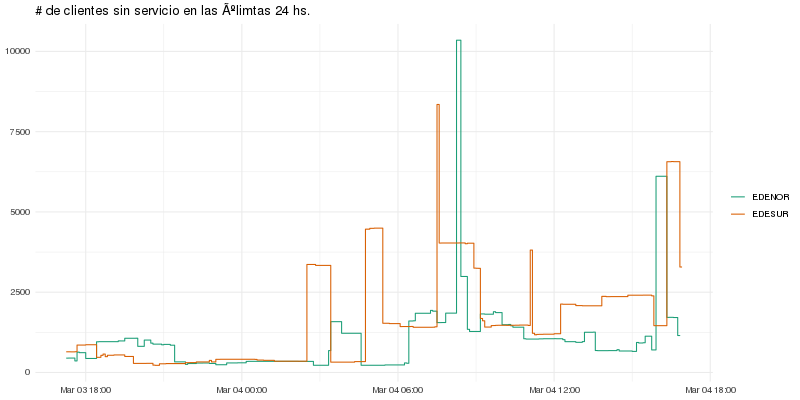 # de clientes sin servicio en las Ãºlimtas 24 hs.
10000
7500
5000
2500
0
Mar 03 18:00
Mar 04 00:00
Mar 04 06:00
Mar 04 12:00
Mar 04 18:00
EDENOR
EDESUR